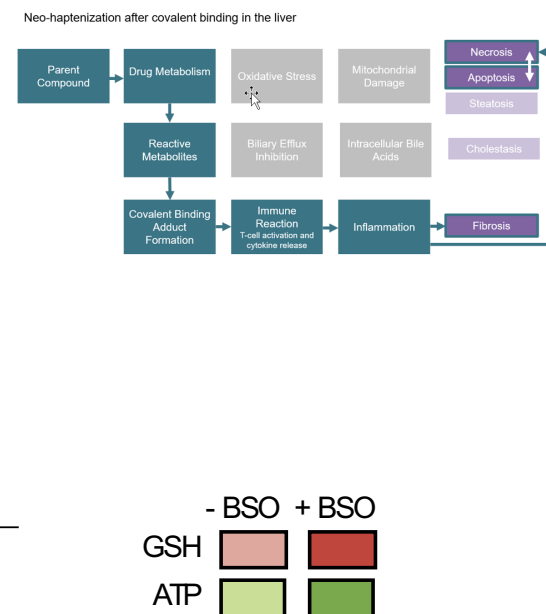 Neo-haptenization after covalent binding in the liver
Parent
Compound
Drug Metabolism
Oxidative Stress
Mitochondrial
Damage
Necrosis
Apoptosis
Steatosis
Reactive
Metabolites
Biliary Efflux
Inhibition
Intracellular Bile
Acids
Cholestasis
Covalent Binding
Adduct
Formation
Immune
Reaction
T-cell activation and
cytokine release
Inflammation
Fibrosis
- BSO + BSO
GSH
ATP